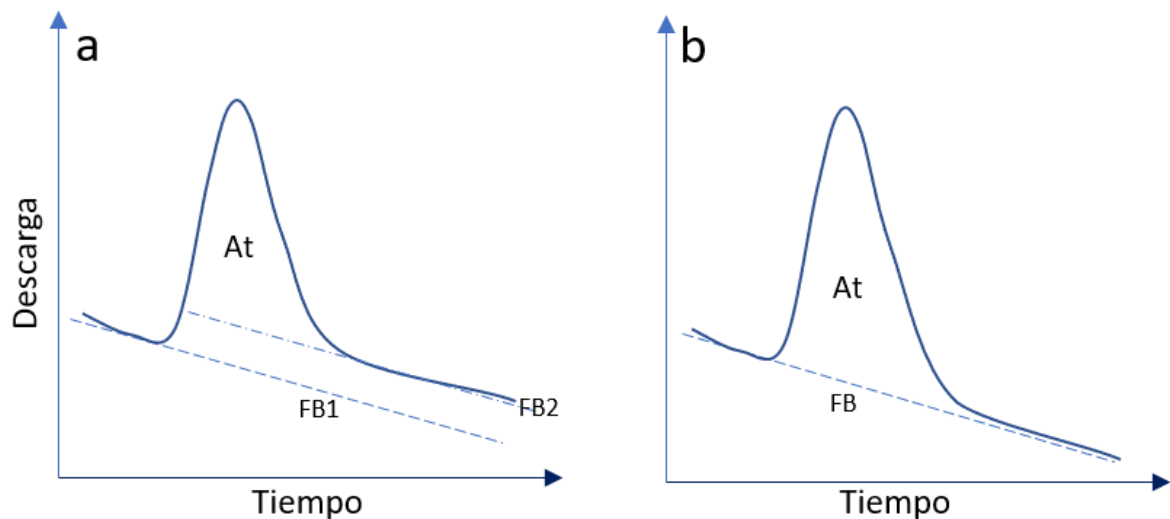 a
Descarga
At
FB1
FB2
Tiempo
b
At
FB
Tiempo